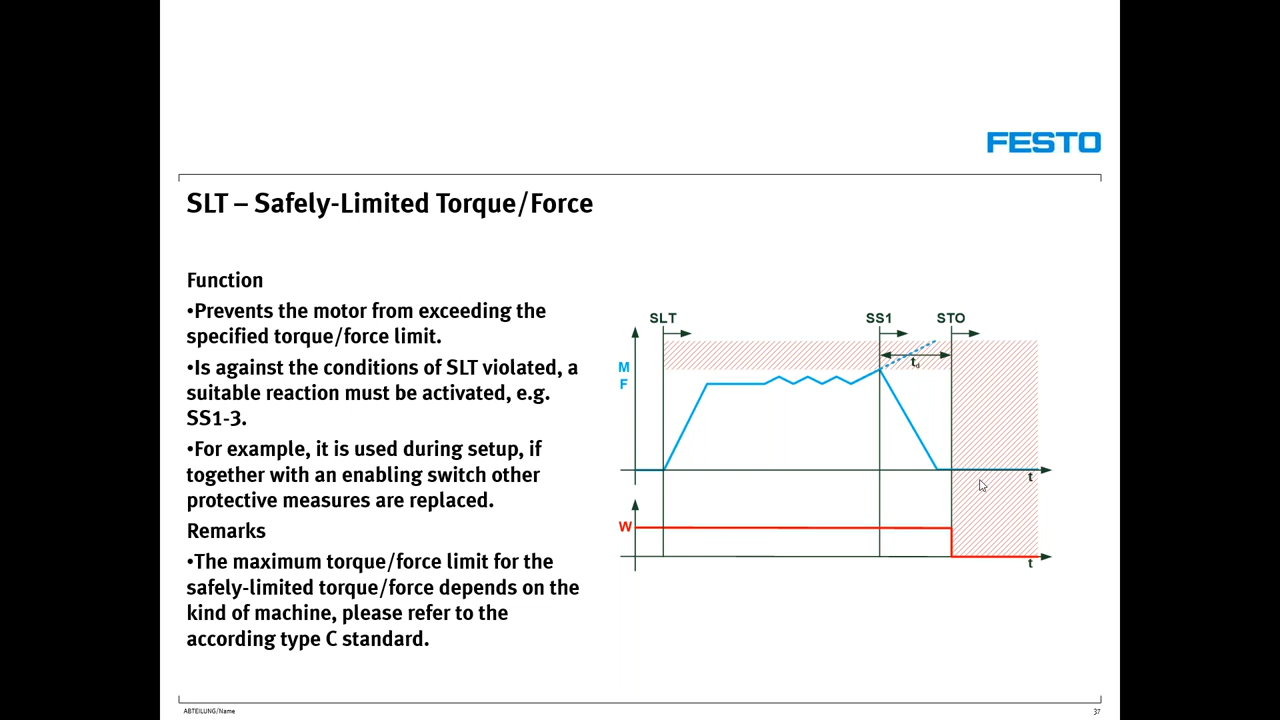 FESTO
SLT – Safely-Limited Torque/Force
Function
•Prevents the motor from exceeding the
specified torque/force limit.
•Is against the conditions of SLT violated, a
suitable reaction must be activated, e.g.
SS1-3.
•For example, it is used during setup, if
together with an enabling switch other
protective measures are replaced.
Remarks
•The maximum torque/force limit for the
safely-limited torque/force depends on the
kind of machine, please refer to the
according type C standard.
SLT SS1 STO
M
F
td
t
W
t
ABTEILUNG/Name
37